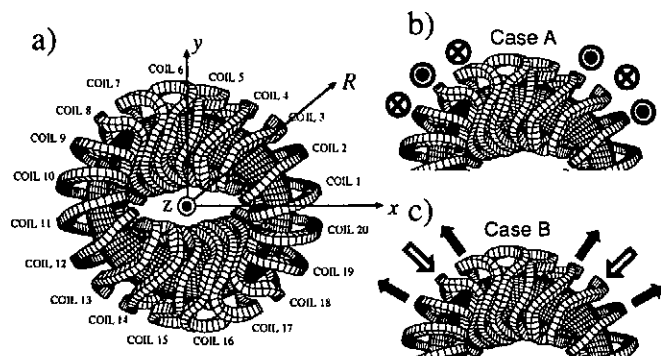 a)
y
R
x
z
COIL 6
COIL 5
COIL 7
COIL 4
COIL 8
COIL 3
COIL 9
COIL 2
COIL 10
COIL 1
COIL 11
COIL 20
COIL 12
COIL 19
COIL 13
COIL 18
COIL 14
COIL 17
COIL 15
COIL 16
b)
Case A
c)
Case B